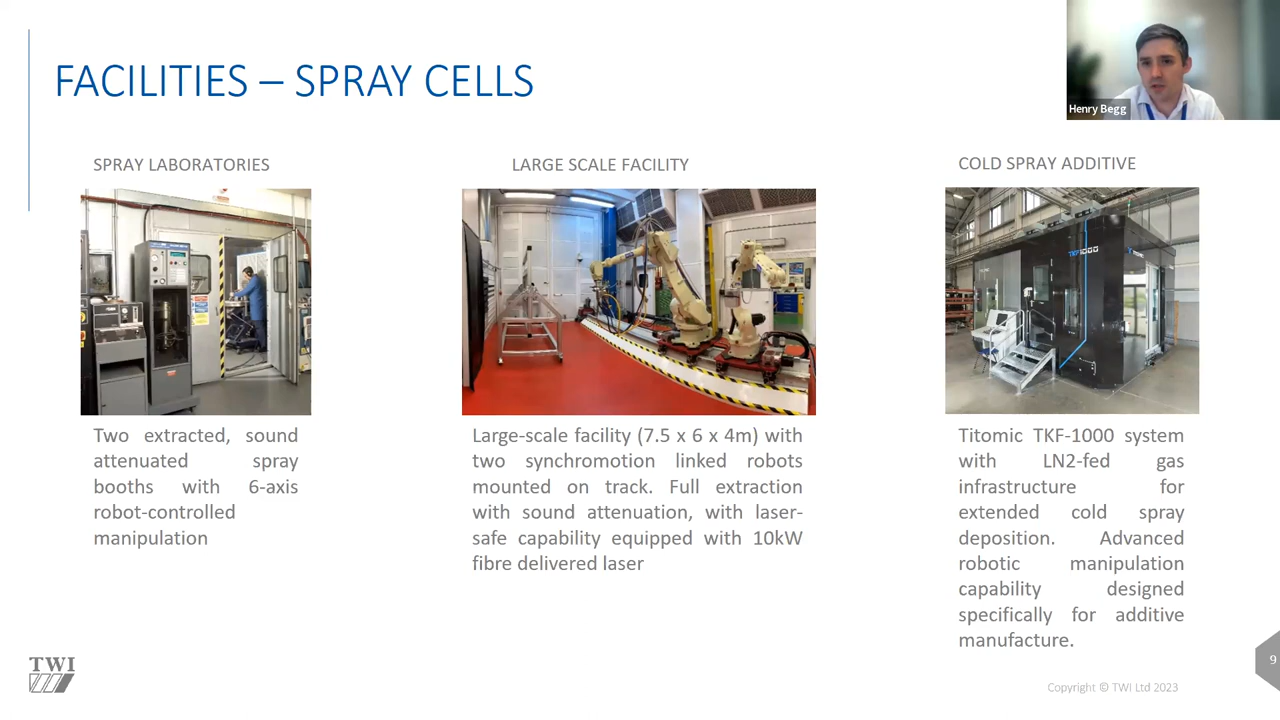 FACILITIES – SPRAY CELLS
Henry Begg
SPRAY LABORATORIES
Two extracted, sound
attenuated spray
booths with 6-axis
robot-controlled
manipulation
LARGE SCALE FACILITY
Large-scale facility (7.5 x 6 x 4m) with
two synchromotion linked robots
mounted on track. Full extraction
with sound attenuation, with laser-
safe capability equipped with 10kW
fibre delivered laser
COLD SPRAY ADDITIVE
TKF1000
Titomic TKF-1000 system
with LN2-fed gas
infrastructure for
extended cold spray
deposition. Advanced
robotic manipulation
capability designed
specifically for additive
manufacture.
TWI
Copyright © TWI Ltd 2023
9